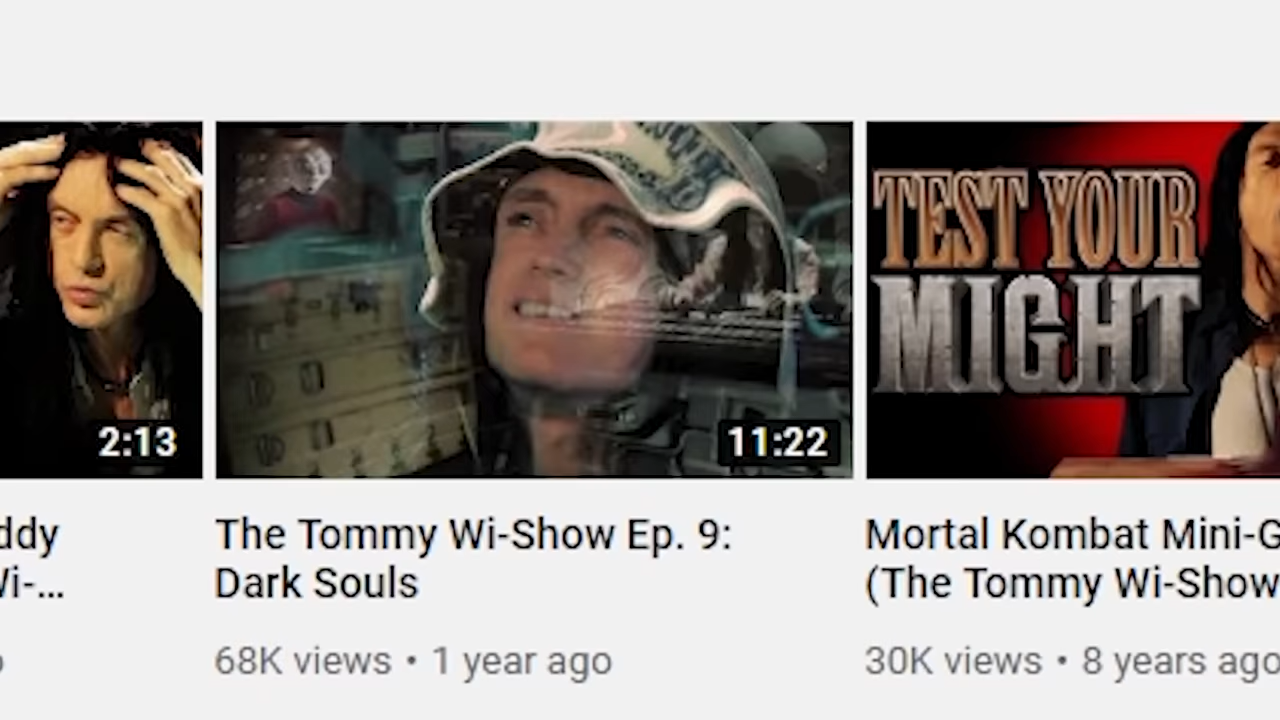 2:13
11:22
TEST YOUR
MIGHT
ddy
Wi-...
The Tommy Wi-Show Ep. 9:
Dark Souls
68K views • 1 year ago
Mortal Kombat Mini-G
(The Tommy Wi-Show
30K views • 8 years ago